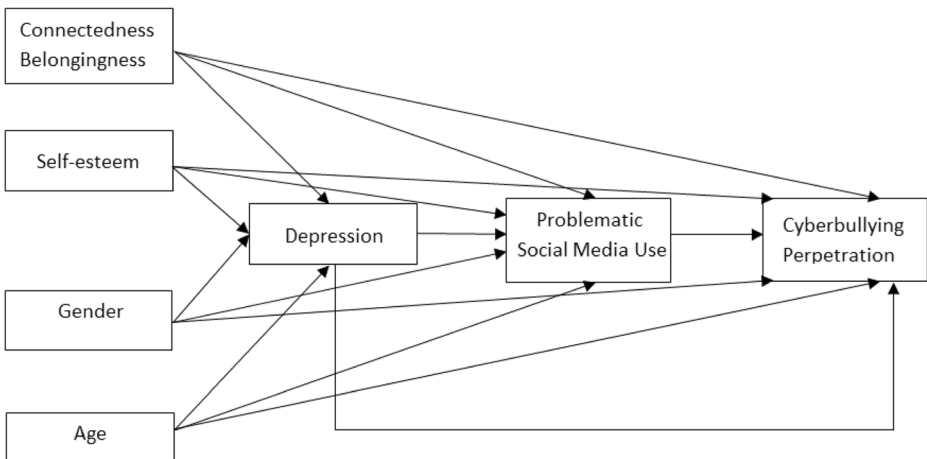 Connectedness
Belongingness
Self-esteem
Depression
Problematic
Social Media Use
Cyberbullying
Perpetration
Gender
Age